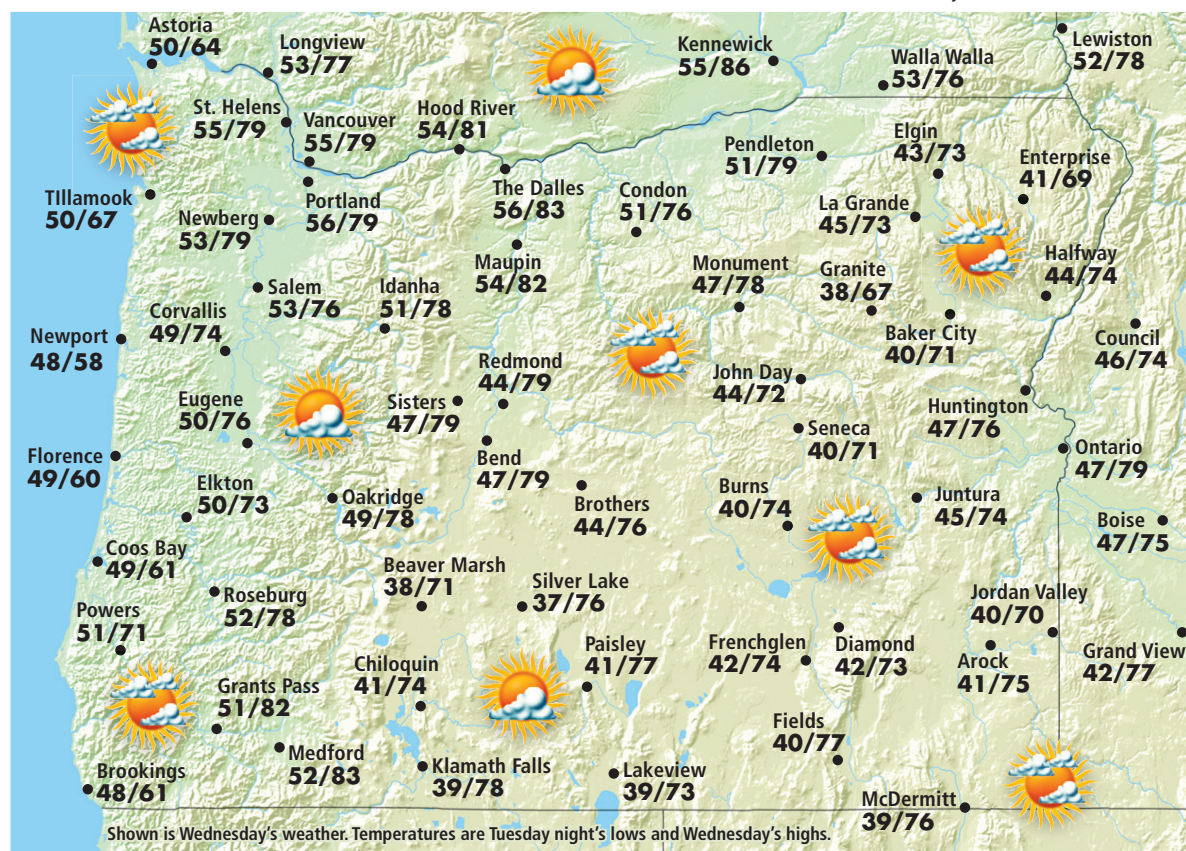 Astoria
50/64
Longview
53/77
Kennewick
55/86
Walla Walla
53/76
Lewiston
52/78
St. Helens
55/79
Vancouver
55/79
Hood River
54/81
Pendleton
51/79
Elgin
43/73
Enterprise
41/69
TIllamook
50/67
Newberg
53/79
Portland
56/79
The Dalles
56/83
Condon
51/76
La Grande
45/73
Maupin
54/82
Monument
47/78
Granite
38/67
Halfway
44/74
Salem
53/76
Idanha
51/78
Corvallis
49/74
Newport
48/58
Baker City
40/71
Council
46/74
Redmond
44/79
John Day
44/72
Eugene
50/76
Sisters
47/79
Huntington
47/76
Seneca
40/71
Florence
49/60
Bend
47/79
Ontario
47/79
Elkton
50/73
Oakridge
49/78
Brothers
44/76
Burns
40/74
Juntura
45/74
Boise
47/75
Coos Bay
49/61
Beaver Marsh
38/71
Silver Lake
37/76
Roseburg
52/78
Jordan Valley
40/70
Powers
51/71
Paisley
41/77
Frenchglen
42/74
Diamond
42/73
Arock
41/75
Grand View
42/77
Chiloquin
41/74
Grants Pass
51/82
Fields
40/77
Medford
52/83
Klamath Falls
39/78
Lakeview
39/73
Brookings
48/61
McDermitt
39/76
Shown is Wednesday's weather. Temperatures are Tuesday night's lows and Wednesday's highs.